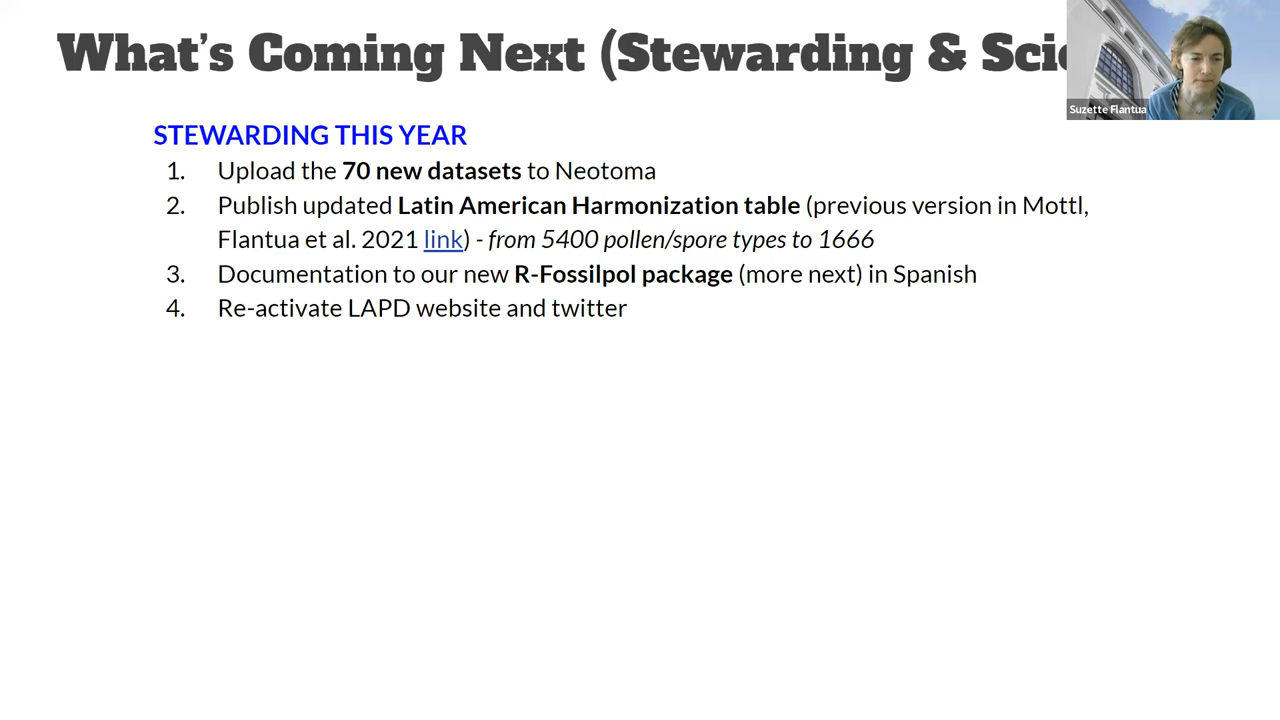 What's Coming Next (Stewarding & Sci
Suzette Flantua
STEWARDING THIS YEAR
1. Upload the 70 new datasets to Neotoma
2. Publish updated Latin American Harmonization table (previous version in Mottl,
Flantua et al. 2021 link) - from 5400 pollen/spore types to 1666
3. Documentation to our new R-Fossilpol package (more next) in Spanish
4. Re-activate LAPD website and twitter